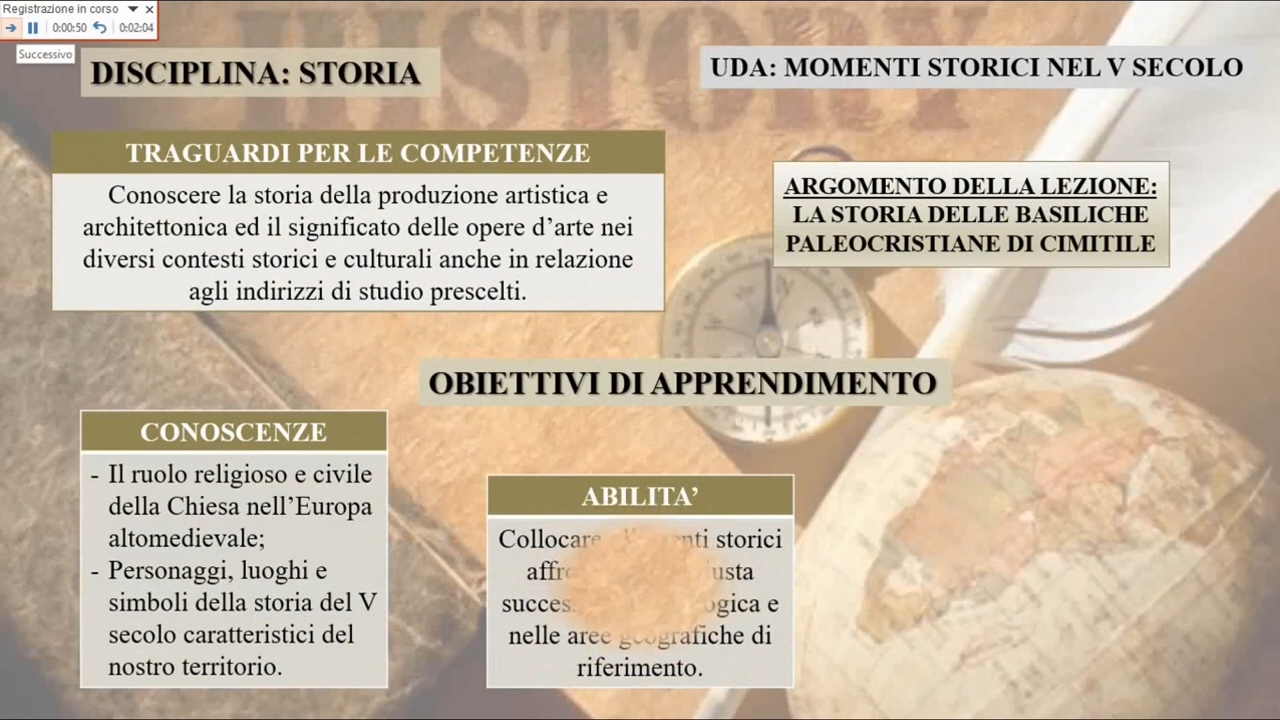 Registrazione in corso
0:00:50
0:02:04
Successivo
HISTORY
DISCIPLINA: STORIA
UDA: MOMENTI STORICI NEL V SECOLO
TRAGUARDI PER LE COMPETENZE
Conoscere la storia della produzione artistica e
architettonica ed il significato delle opere d’arte nei
diversi contesti storici e culturali anche in relazione
agli indirizzi di studio prescelti.
ARGOMENTO DELLA LEZIONE:
LA STORIA DELLE BASILICHE
PALEOCRISTIANE DI CIMITILE
OBIETTIVI DI APPRENDIMENTO
CONOSCENZE
- Il ruolo religioso e civile
della Chiesa nell’Europa
altomedievale;
- Personaggi, luoghi e
simboli della storia del V
secolo caratteristici del
nostro territorio.
ABILITA’
Collocare storici
e
nelle aree geografiche di
riferimento.